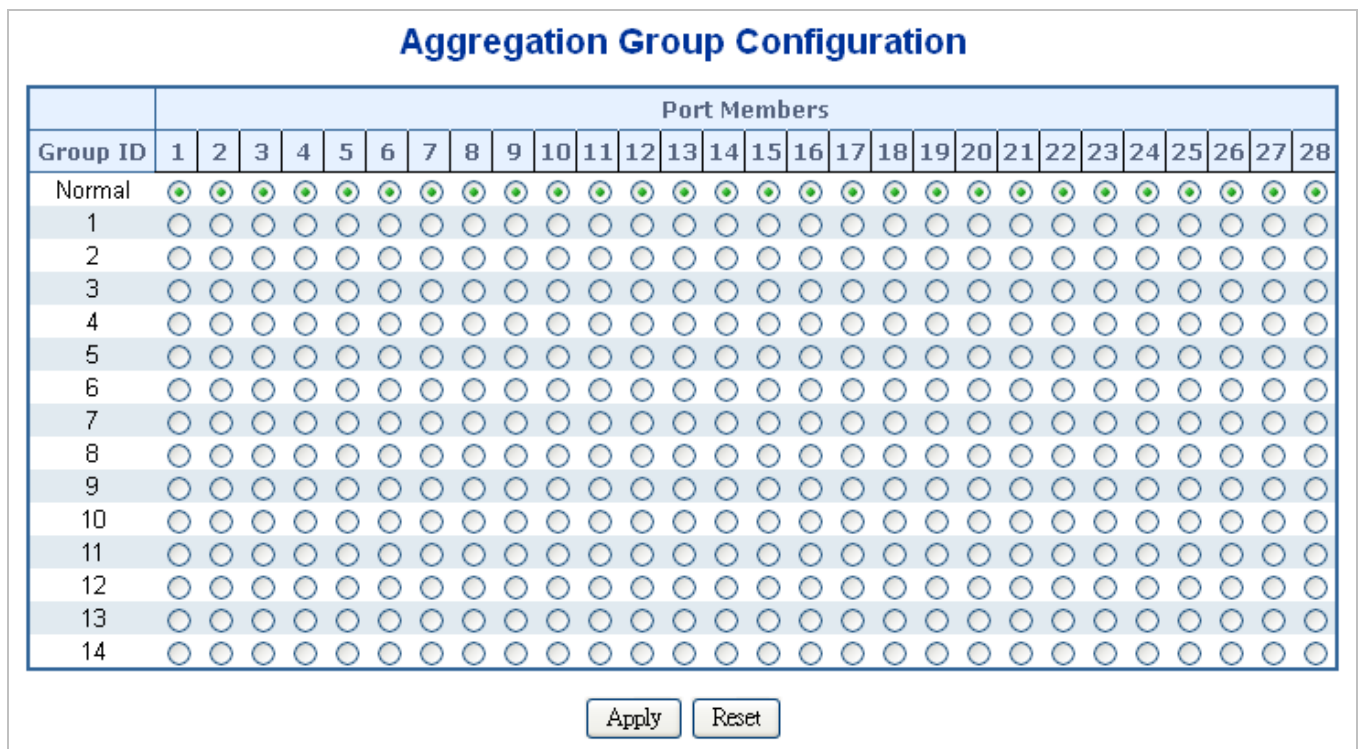 Aggregation Group Configuration
Port Members
Group ID 1 2 3 4 5 6 7 8 9 10 11 12 13 14 15 16 17 18 19 20 21 22 23 24 25 26 27 28
Normal
1
2
3
4
5
6
7
8
9
10
11
12
13
14
Apply Reset